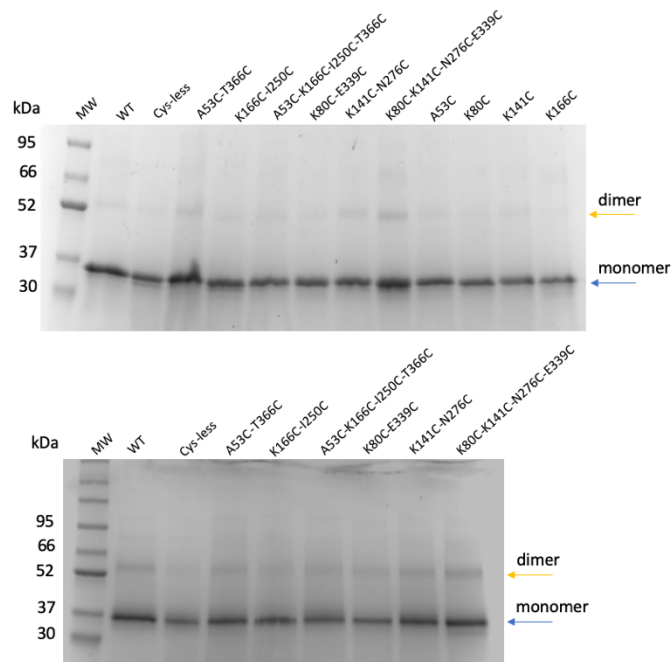 kDa
MW
WT
Cys-less
A53C-T366C
K166C-I250C
A53C-K166C-I250C-T366C
K80C-E339C
K141C-N276C
K80C-K141C-N276C-E339C
A53C
K80C
K141C
K166C
95
66
52
37
30
dimer
monomer
kDa
MW
WT
Cys-less
A53C-T366C
K166C-I250C
A53C-K166C-I250C-T366C
K80C-E339C
K141C-N276C
K80C-K141C-N276C-E339C
95
66
52
37
30
dimer
monomer